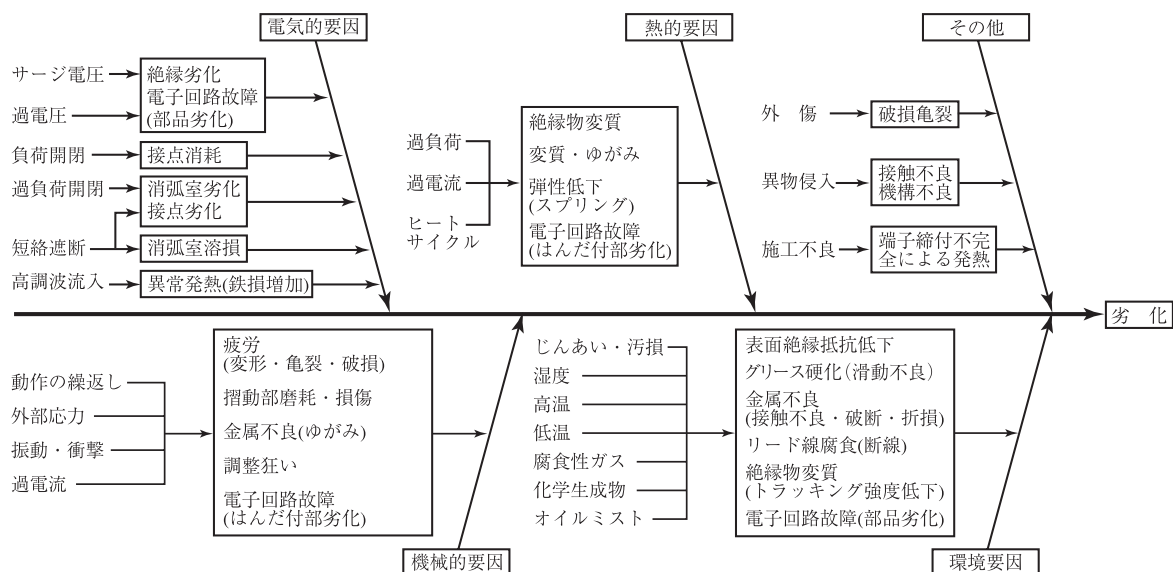 電気的要因
熱的要因
その他
サージ電圧
過電圧
絶縁劣化
電子回路故障
(部品劣化)
負荷開閉
接点消耗
過負荷開閉
消弧室劣化
接点劣化
短絡遮断
消弧室溶損
高調波流入
異常発熱(鉄損増加)
過負荷
過電流
ヒート
サイクル
絶縁物変質
変質・ゆがみ
弾性低下
(スプリング)
電子回路故障
(はんだ付部劣化)
外 傷
破損亀裂
異物侵入
接触不良
機構不良
施工不良
端子締付不完
全による発熱
劣 化
動作の繰返し
外部応力
振動・衝撃
過電流
疲労
(変形・亀裂・破損)
摺動部磨耗・損傷
金属不良(ゆがみ)
調整狂い
電子回路故障
(はんだ付部劣化)
機械的要因
じんあい・汚損
湿度
高温
低温
腐食性ガス
化学生成物
オイルミスト
表面絶縁抵抗低下
グリース硬化(滑動不良)
金属不良
(接触不良・破断・折損)
リード線腐食(断線)
絶縁物変質
(トラッキング強度低下)
電子回路故障(部品劣化)
環境要因